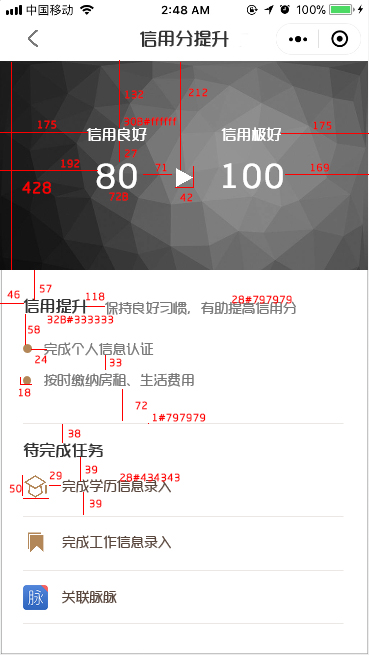 中国移动 2:48 AM 100%
信用分提升
192 212
328#ffffff
175 175
信用良好 信用极好
27
192 71 169
80 100
428 720 42
57
46 118 28#797979
信用提升 保持良好习惯，有助提高信用分
328#333333
58
完成个人信息认证
24 33
按时缴纳房租、生活费用
18
72
1#797979
38
待完成任务
39
29 28#434343
50 完成学历信息录入
39
完成工作信息录入
脉 关联脉脉